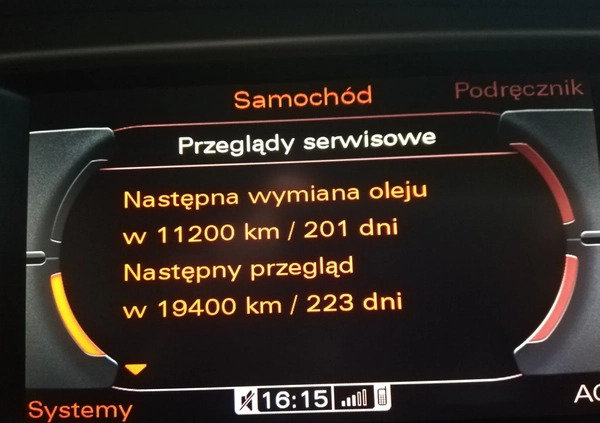 Samochód
Podręcznik
Przeglądy serwisowe
Następna wymiana oleju
w 11200 km / 201 dni
Następny przegląd
w 19400 km / 223 dni
16:15
Systemy